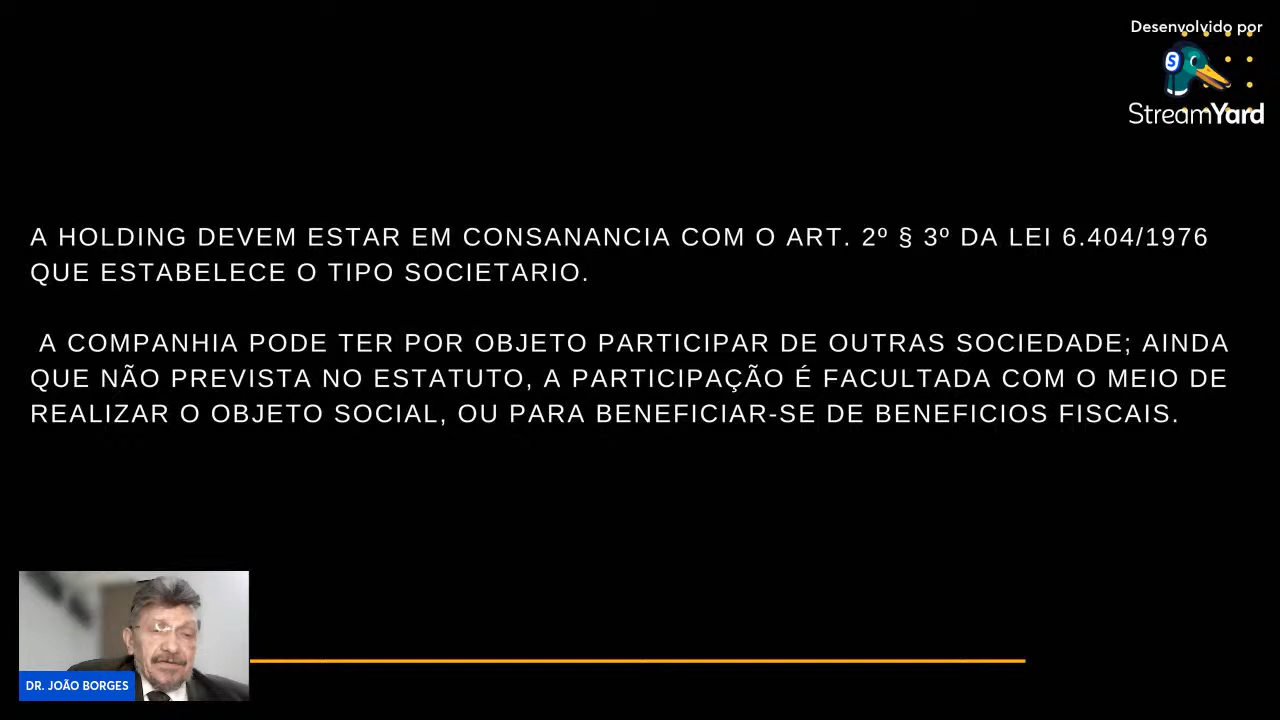 Desenvolvido por
StreamYard
A HOLDING DEVEM ESTAR EM CONSANANCIA COM O ART. 2º § 3º DA LEI 6.404/1976
QUE ESTABELECE O TIPO SOCIETARIO.
A COMPANHIA PODE TER POR OBJETO PARTICIPAR DE OUTRAS SOCIEDADE; AINDA
QUE NÃO PREVISTA NO ESTATUTO, A PARTICIPAÇÃO É FACULTADA COM O MEIO DE
REALIZAR O OBJETO SOCIAL, OU PARA BENEFICIAR-SE DE BENEFICIOS FISCAIS.
DR. JOÃO BORGES